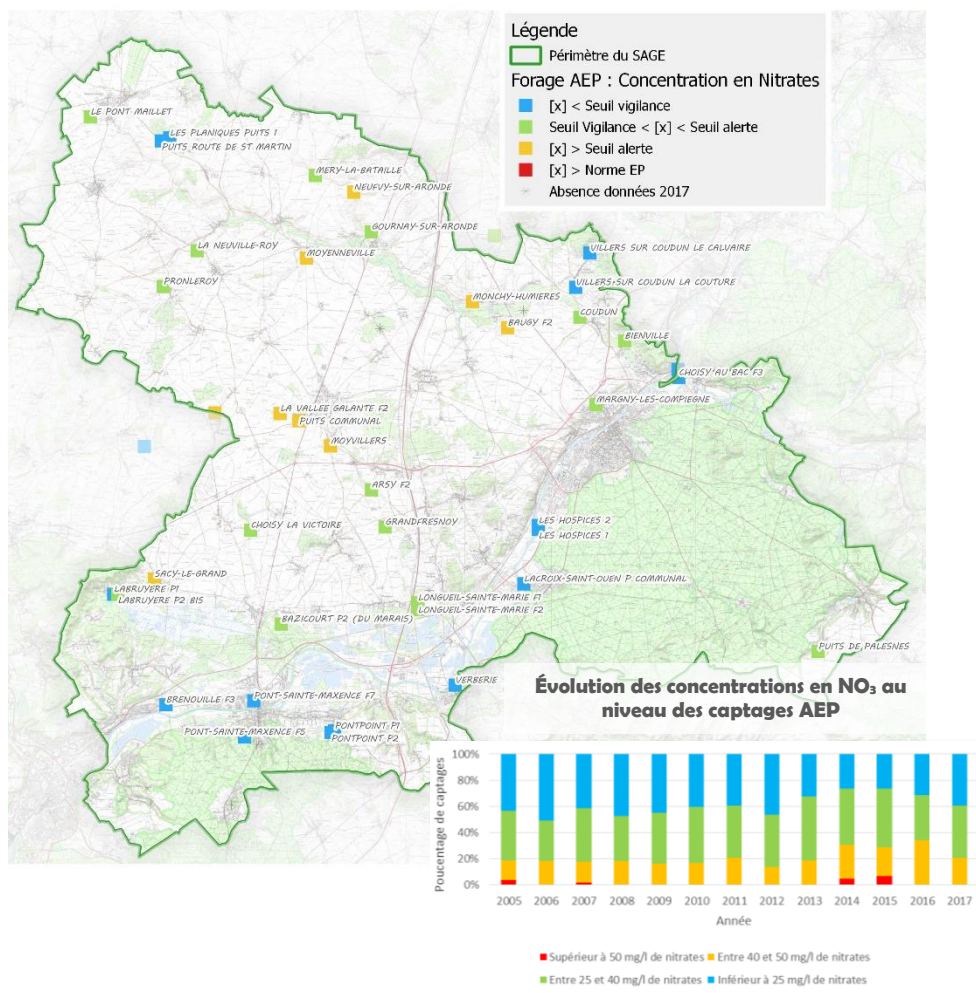 Légende
Périmètre du SAGE
Forage AEP : Concentration en Nitrates
[x] < Seuil vigilance
Seuil Vigilance < [x] < Seuil alerte
[x] > Seuil alerte
[x] > Norme EP
Absence données 2017
LE PONT MAILLET
LES PLANIQUES PUITS 1
PUITS ROUTE DE ST MARTIN
MERY-LA-BATAILLE
NEUFVY-SUR-ARONDE
GOURNAY-SUR-ARONDE
LA NEUVILLE-ROY
MOYENNEVILLE
VILLERS SUR COUDUN LE CALVAIRE
PRONLEROY
VILLERS SUR COUDUN LA COUTURE
MONCHY-HUMIERES
COUDUN
BAUGY F2
BIENVILLE
CHOISY AU BAC F3
MARGNY-LES-COMPIEGNE
LA VALLEE GALANTE F2
PUITS COMMUNAL
MOYVILLERS
ARSY F2
CHOISY LA VICTOIRE
GRANDFRESNOY
LES HOSPICES 2
LES HOSPICES 1
SACY-LE-GRAND
LACROIX-SAINT-OUEN P COMMUNAL
LABRUYERE P1
LABRUYERE P2 BIS
LONGUEIL-SAINTE-MARIE F1
LONGUEIL-SAINTE-MARIE F2
BAZICOURT P2 (DU MARAIS)
PUITS DE PALESNES
VERBERIE
BRENOUILLE F3
PONT-SAINTE-MAXENCE F7
PONT-SAINTE-MAXENCE F5
PONTPOINT P1
PONTPOINT P2
Évolution des concentrations en NO₃ au
niveau des captages AEP
Poucentage de captages
100%
80%
60%
40%
20%
0%
2005 2006 2007 2008 2009 2010 2011 2012 2013 2014 2015 2016 2017
Année
Supérieur à 50 mg/l de nitrates Entre 40 et 50 mg/l de nitrates
Entre 25 et 40 mg/l de nitrates Inférieur à 25 mg/l de nitrates